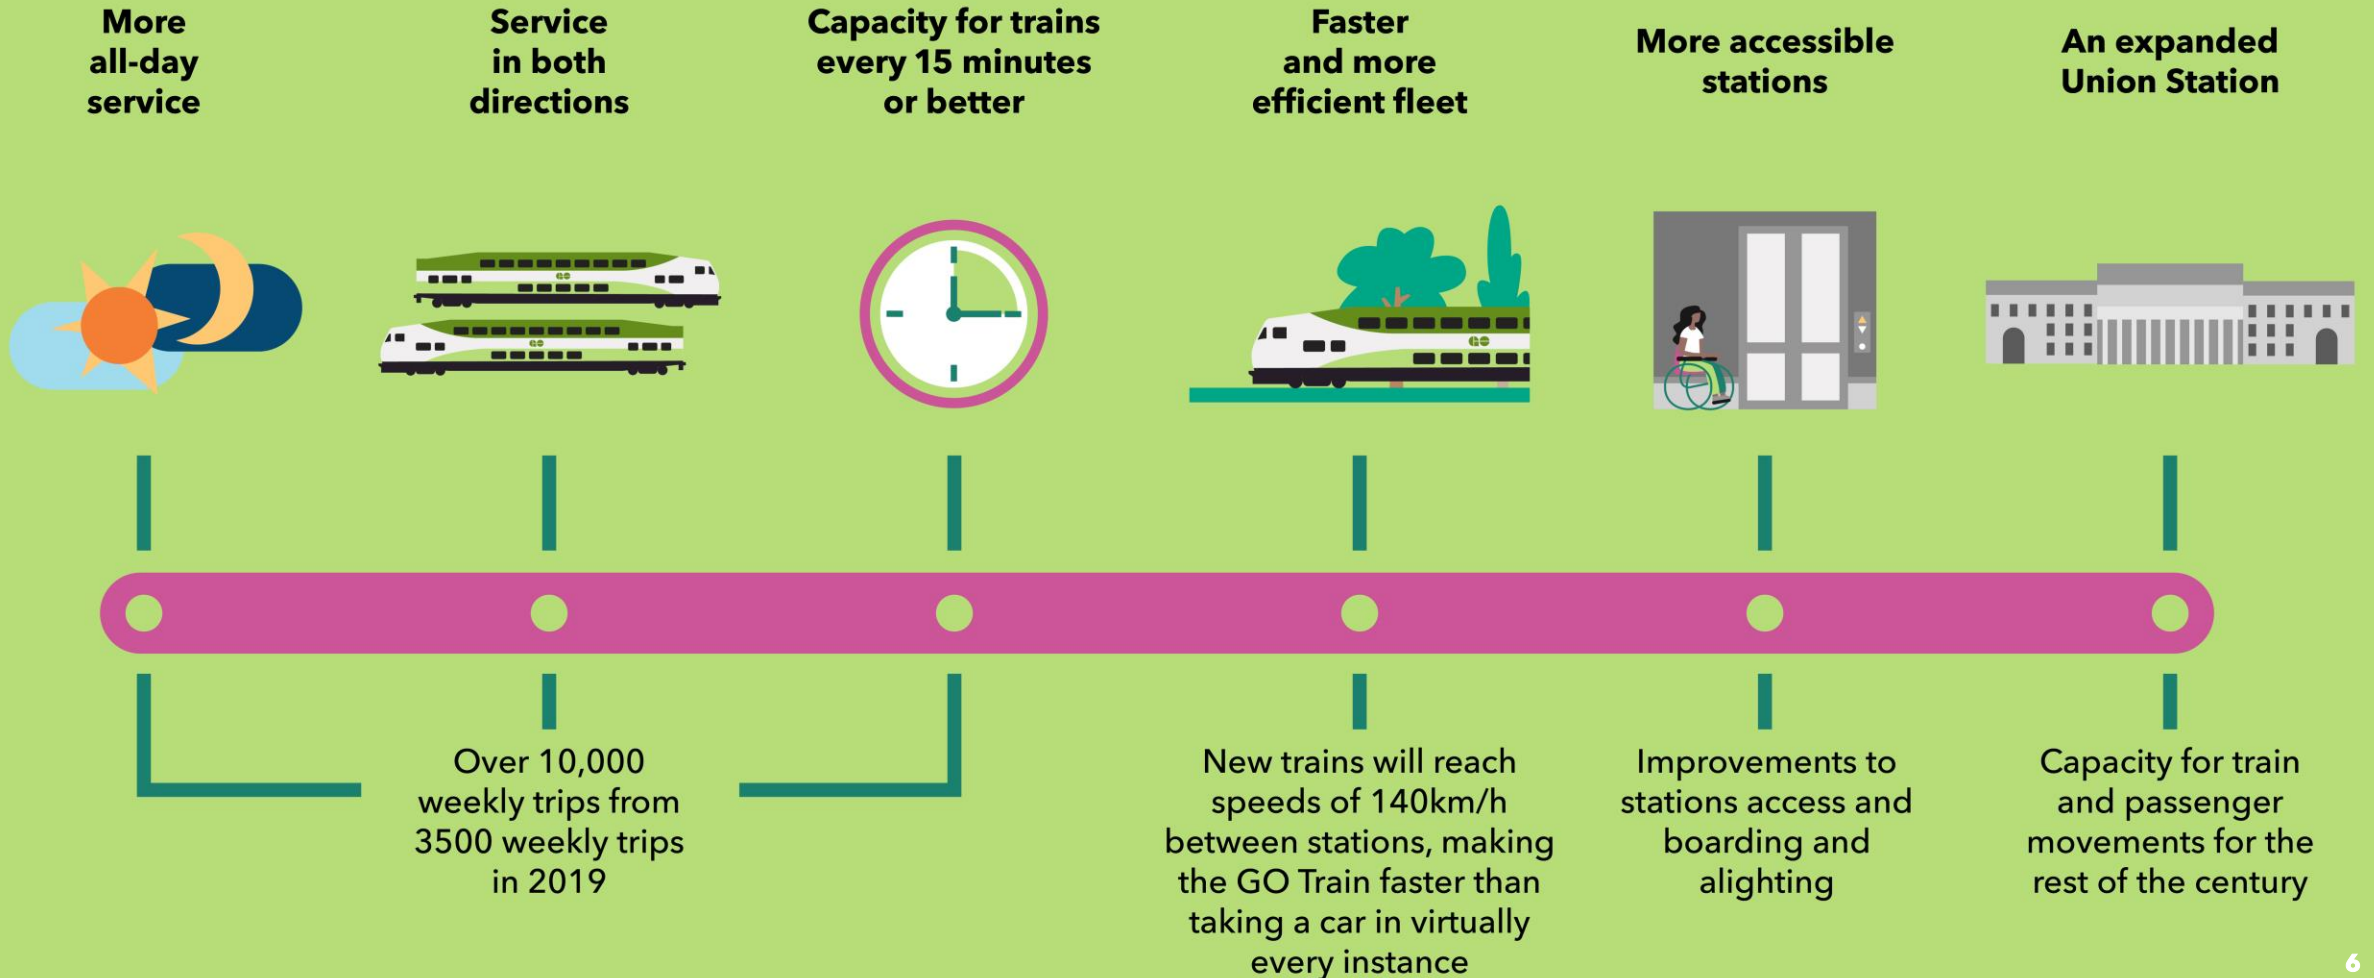 More
all-day
service
Service
in both
directions
Capacity for trains
every 15 minutes
or better
Faster
and more
efficient fleet
More accessible
stations
An expanded
Union Station
GO
GO
GO
Over 10,000
weekly trips from
3500 weekly trips
in 2019
New trains will reach
speeds of 140km/h
between stations, making
the GO Train faster than
taking a car in virtually
every instance
Improvements to
stations access and
boarding and
alighting
Capacity for train
and passenger
movements for the
rest of the century
6